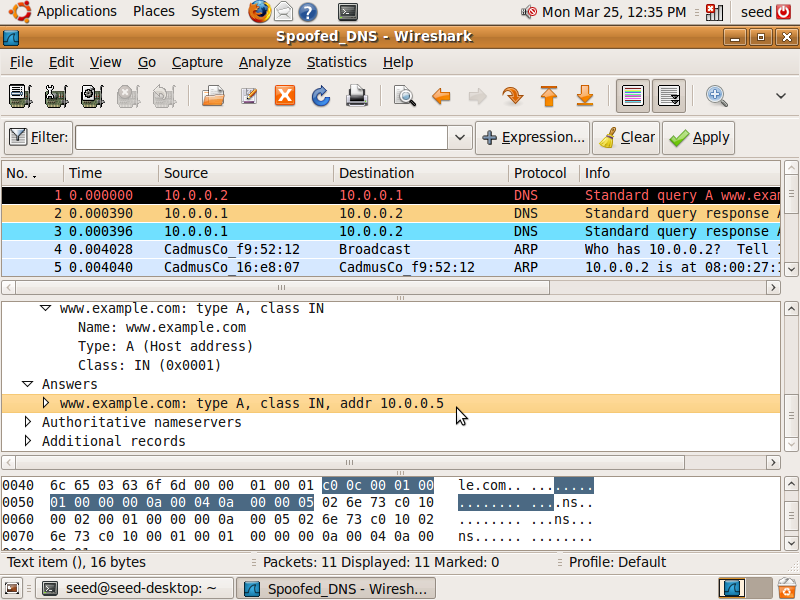 Applications Places System Mon Mar 25, 12:35 PM seed
Spoofed_DNS - Wireshark
File Edit View Go Capture Analyze Statistics Help
Filter: Expression... Clear Apply
No. . Time Source Destination Protocol Info
1 0.000000 10.0.0.2 10.0.0.1 DNS Standard query A www.exam
2 0.000390 10.0.0.1 10.0.0.2 DNS Standard query response A
3 0.000396 10.0.0.1 10.0.0.2 DNS Standard query response A
4 0.004028 CadmusCo_f9:52:12 Broadcast ARP Who has 10.0.0.2? Tell 1
5 0.004040 CadmusCo_16:e8:07 CadmusCo_f9:52:12 ARP 10.0.0.2 is at 08:00:27:1
www.example.com: type A, class IN
Name: www.example.com
Type: A (Host address)
Class: IN (0x0001)
Answers
www.example.com: type A, class IN, addr 10.0.0.5
Authoritative nameservers
Additional records
0040 6c 65 03 63 6f 6d 00 00 01 00 01 c0 0c 00 01 00 le.com.. ........
0050 01 00 00 00 0a 00 04 0a 00 00 05 02 6e 73 c0 10 ........ ....ns..
0060 00 02 00 01 00 00 00 0a 00 05 02 6e 73 c0 10 02 ........ ...ns...
0070 6e 73 c0 10 00 01 00 01 00 00 00 0a 00 04 0a 00 ns...... ........
Text item (), 16 bytes Packets: 11 Displayed: 11 Marked: 0 Profile: Default
seed@seed-desktop: ~ Spoofed_DNS - Wiresh...